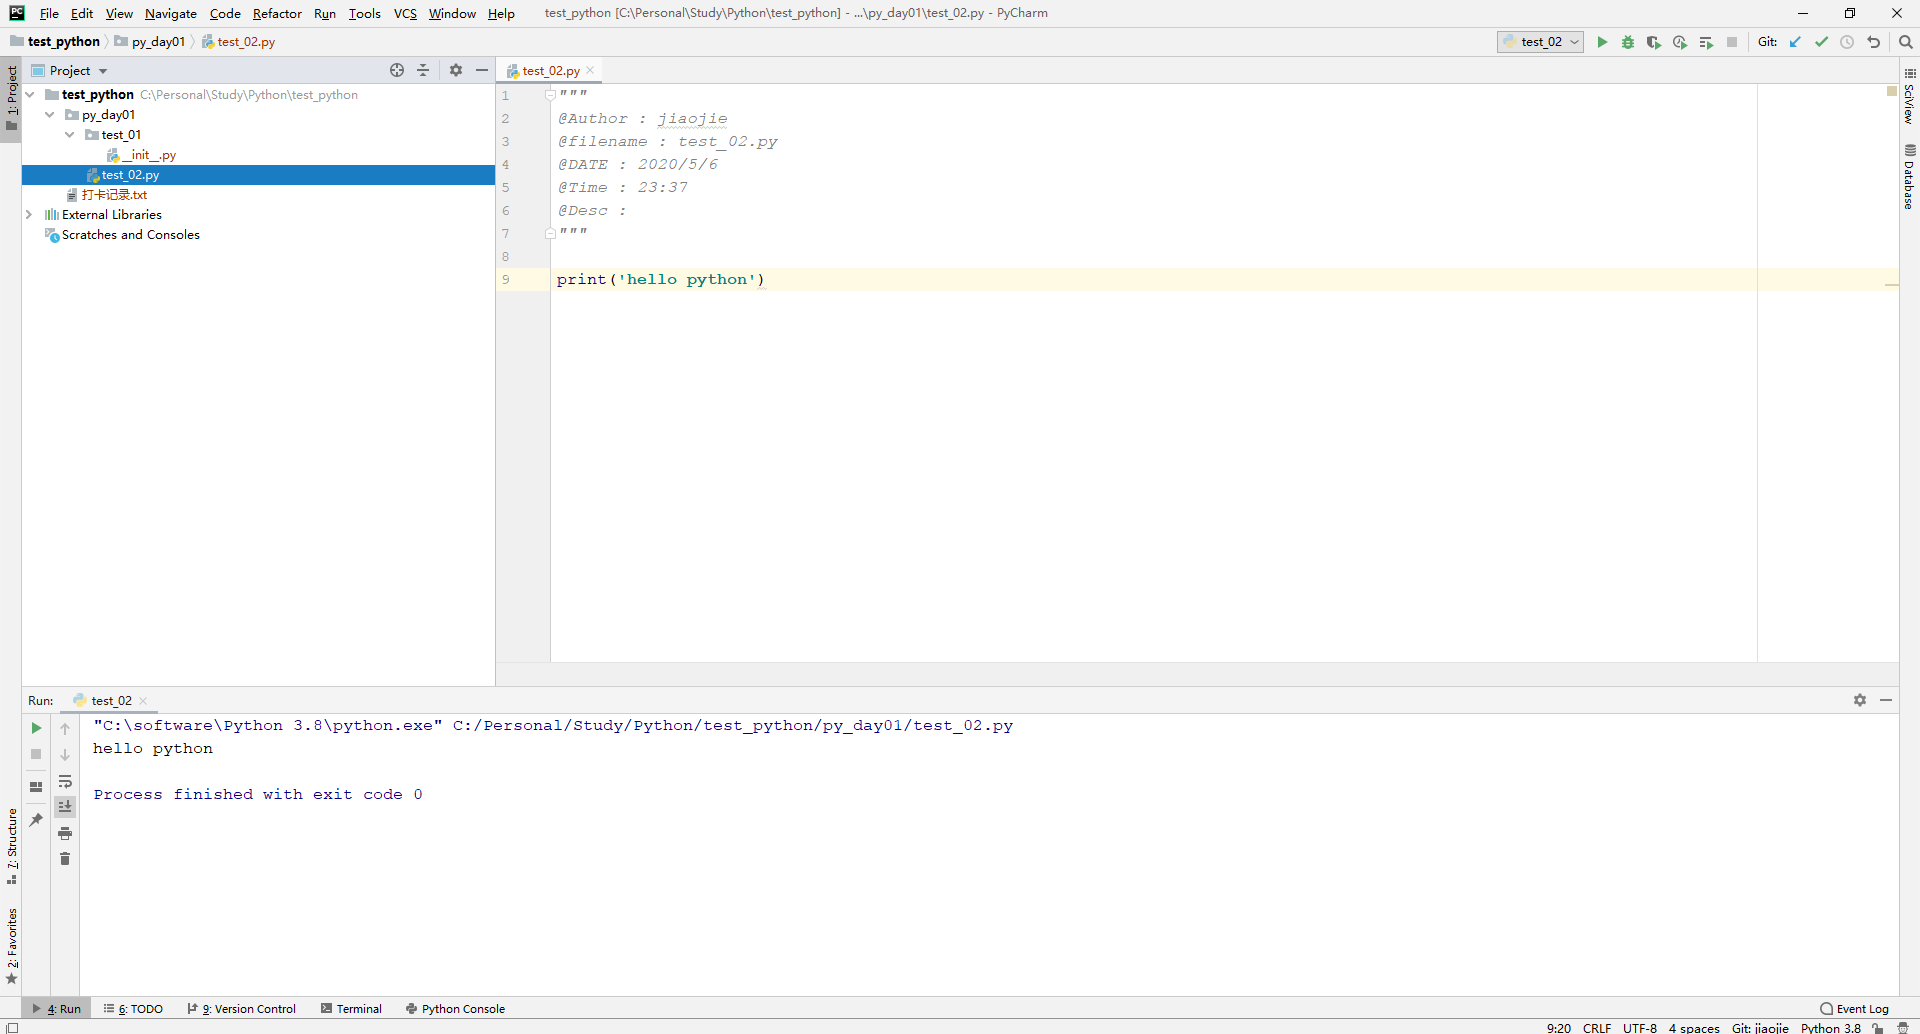 PC File Edit View Navigate Code Refactor Run Tools VCS Window Help test_python [C:\Personal\Study\Python\test_python] - ...\py_day01\test_02.py - PyCharm
test_python py_day01 test_02.py test_02 Git:
Project test_02.py
test_python C:\Personal\Study\Python\test_python
py_day01
test_01
__init__.py
test_02.py
打卡记录.txt
External Libraries
Scratches and Consoles
1: Project
7: Structure
2: Favorites
1 """
2 @Author : jiaojie
3 @filename : test_02.py
4 @DATE : 2020/5/6
5 @Time : 23:37
6 @Desc :
7 """
8
9 print('hello python')
SciView
Database
Run: test_02
"C:\software\Python 3.8\python.exe" C:/Personal/Study/Python/test_python/py_day01/test_02.py
hello python
Process finished with exit code 0
4: Run 6: TODO 9: Version Control Terminal Python Console Event Log
9:20 CRLF UTF-8 4 spaces Git: jiaojie Python 3.8